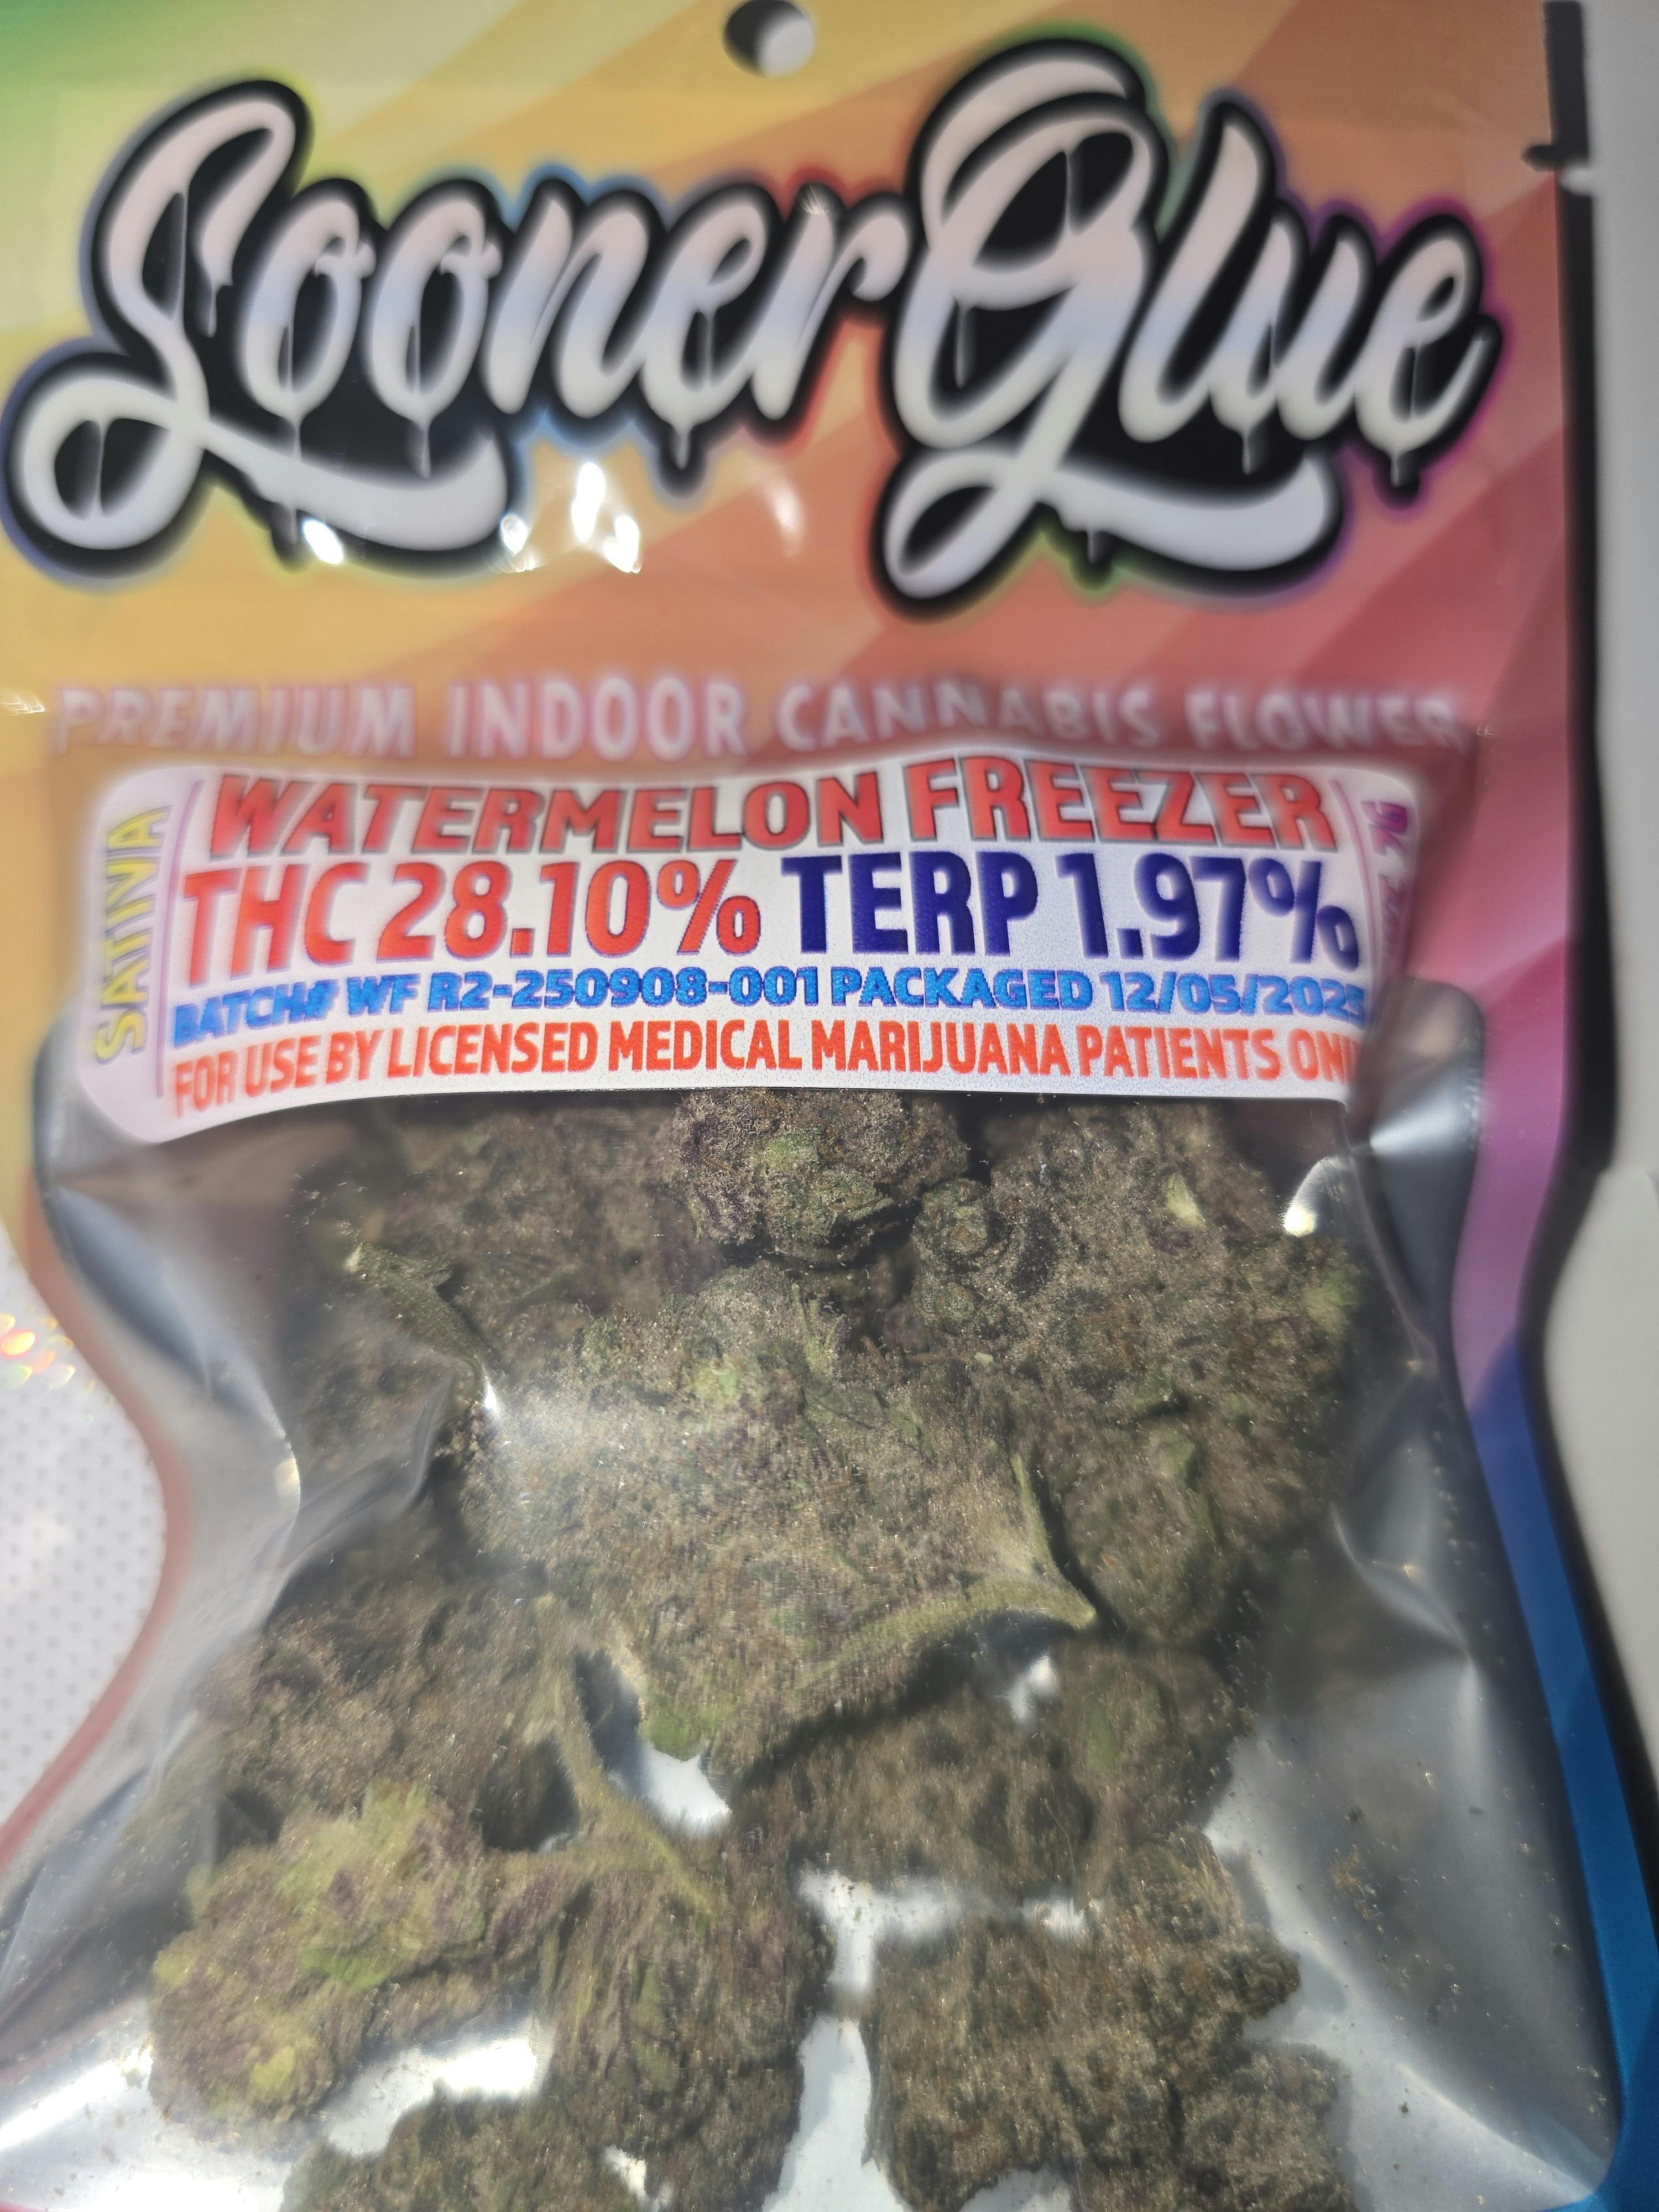 SoonerGlue
PREMIUM INDOOR CANNABIS FLOWER
SATIVA
WATERMELON FREEZER
THC 28.10% TERP 1.97%
BATCH# WF R2-250908-001 PACKAGED 12/05/2025
FOR USE BY LICENSED MEDICAL MARIJUANA PATIENTS